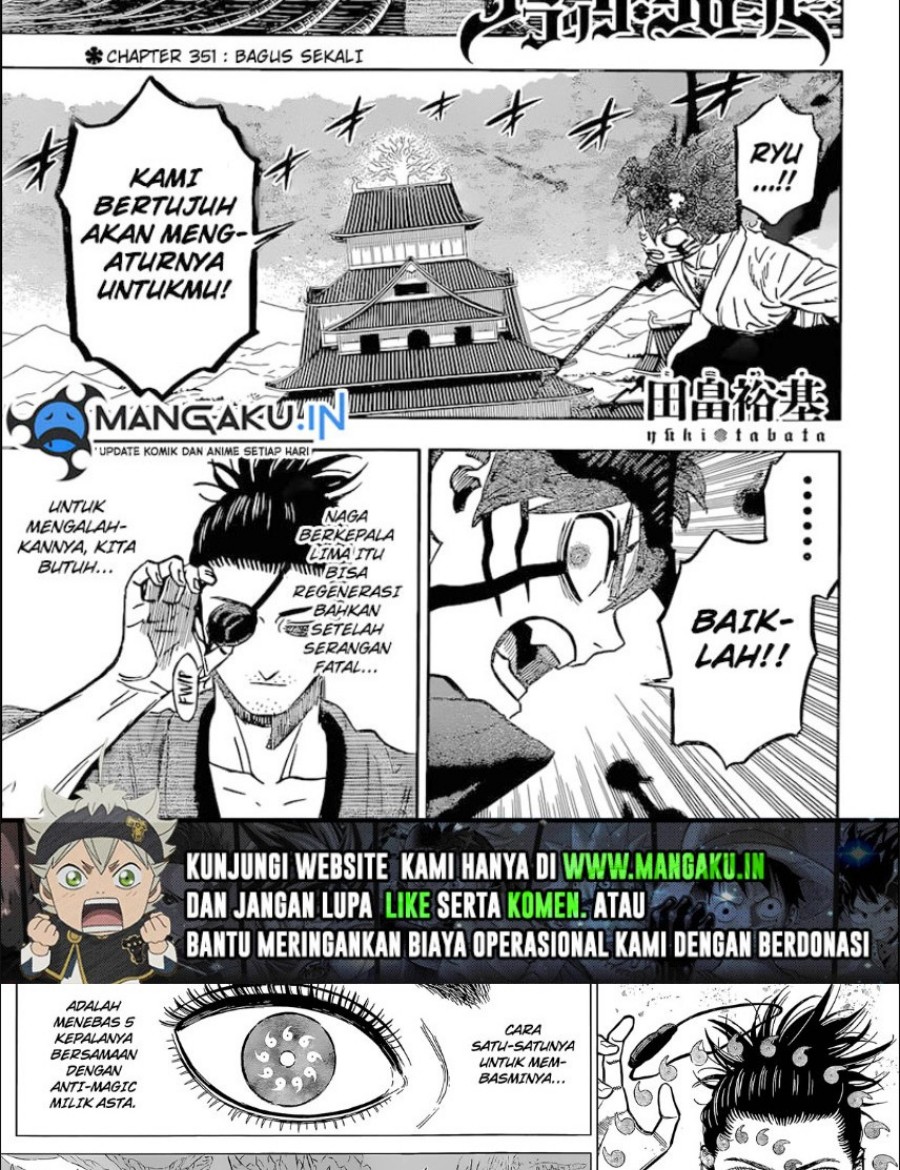 CHAPTER 351 : BAGUS SEKALI
RYU
...!!
KAMI
BERTUJUH
AKAN MENG-
ATURNYA
UNTUKMU!
田畠裕基
yūki tabata
MANGAKU.IN
UPDATE KOMIK DAN ANIME SETIAP HARI
BAIK-
LAH!!
NAGA
BERKEPALA
LIMA ITU
BISA
REGENERASI
BAHKAN
SETELAH
SERANGAN
FATAL...
UNTUK
MENGALAH-
KANNYA, KITA
BUTUH...
FWIP
KUNJUNGI WEBSITE KAMI HANYA DI WWW.MANGAKU.IN
DAN JANGAN LUPA LIKE SERTA KOMEN. ATAU
BANTU MERINGANKAN BIAYA OPERASIONAL KAMI DENGAN BERDONASI
CARA
SATU-SATUNYA
UNTUK MEM-
BASMINYA...
ADALAH
MENEBAS 5
KEPALANYA
BERSAMAAN
DENGAN
ANTI-MAGIC
MILIK ASTA.